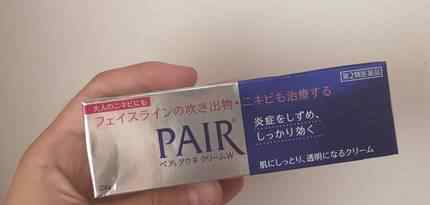 第2類医薬品
大人のニキビにも
フェイスラインの吹き出物・ニキビも治療する
PAIR
ペア アクネ クリームW
炎症をしずめ、
しっかり効く
肌にしっとり、透明になるクリーム